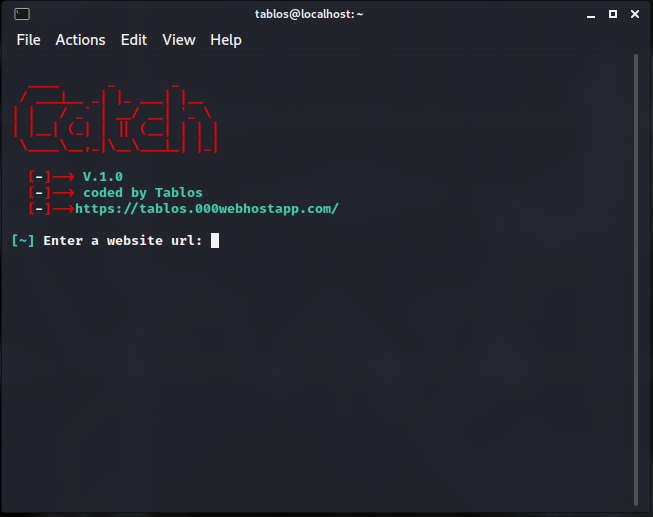 tablos@localhost:~
File Actions Edit View Help
Catch
[-]--> V.1.0
[-]--> coded by Tablos
[-]-->https://tablos.000webhostapp.com/
[~] Enter a website url: